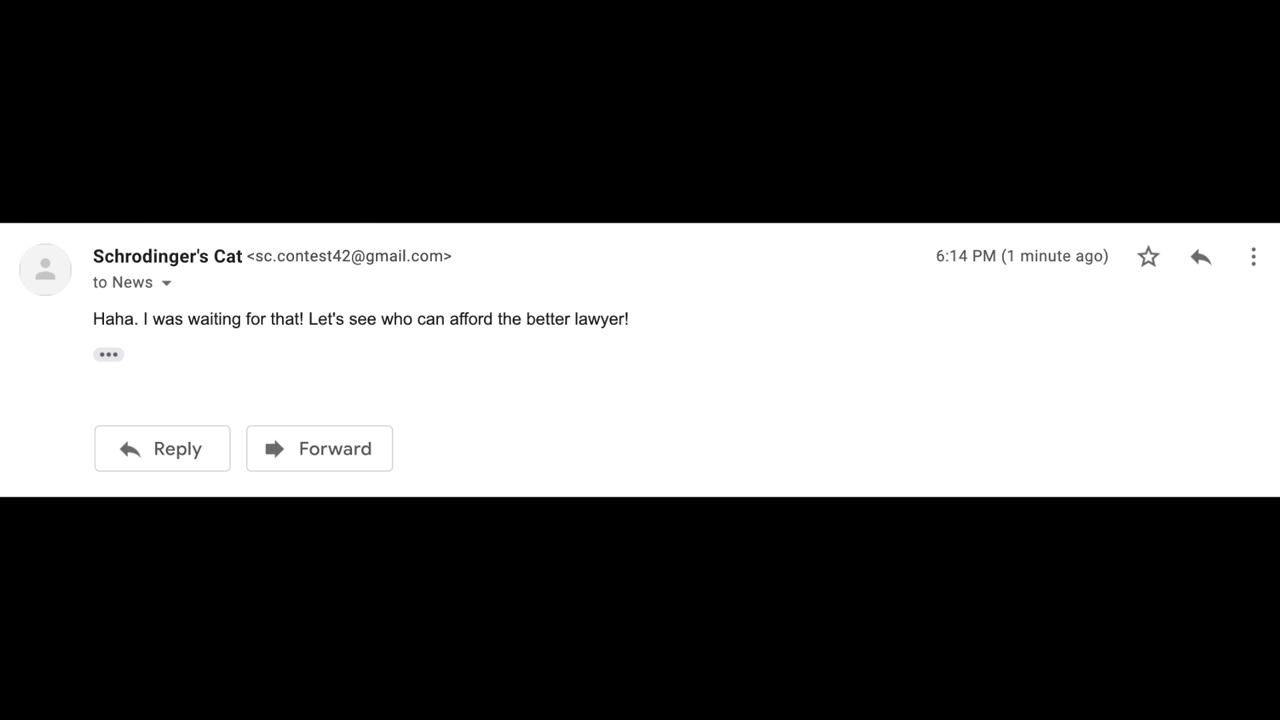 Schrodinger's Cat <sc.contest42@gmail.com> 6:14 PM (1 minute ago)
to News
Haha. I was waiting for that! Let's see who can afford the better lawyer!
Reply Forward